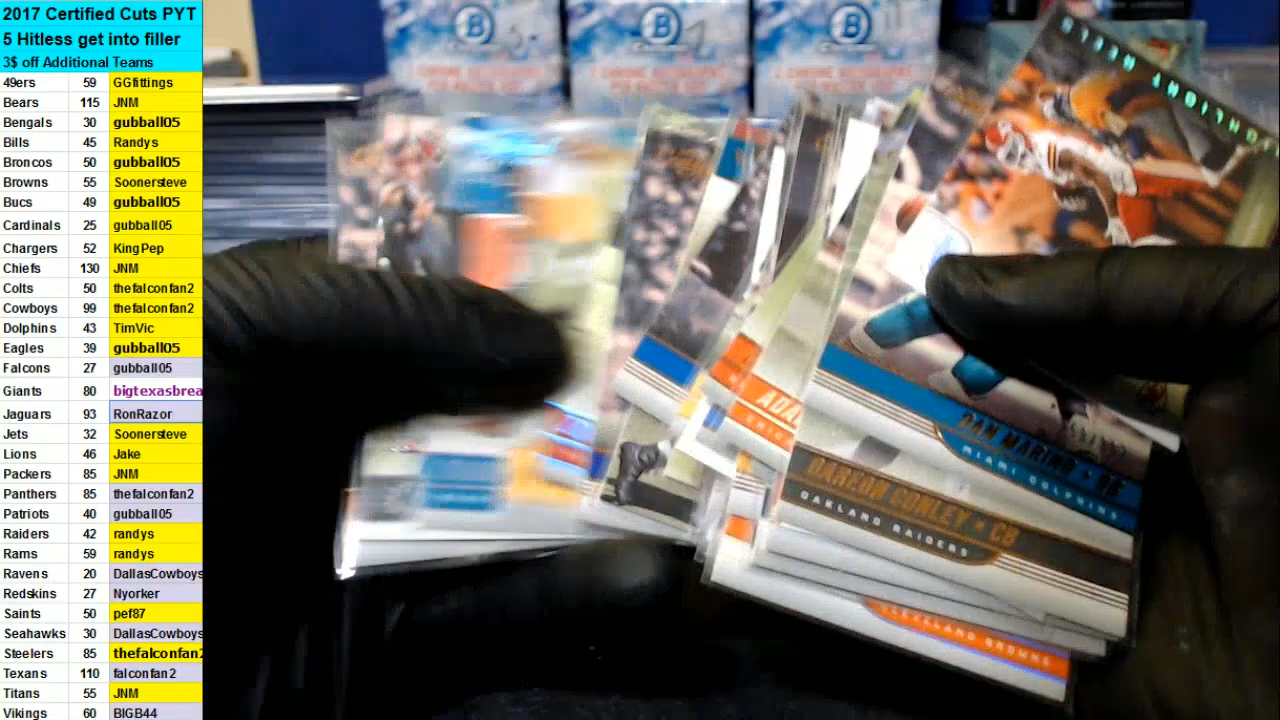 2017 Certified Cuts PYT
5 Hitless get into filler
3$ off Additional Teams
49ers 59 GGfittings
Bears 115 JNM
Bengals 30 gubball05
Bills 45 Randys
Broncos 50 gubball05
Browns 55 Soonersteve
Bucs 49 gubball05
Cardinals 25 gubball05
Chargers 52 KingPep
Chiefs 130 JNM
Colts 50 thefalconfan2
Cowboys 99 thefalconfan2
Dolphins 43 TimVic
Eagles 39 gubball05
Falcons 27 gubball05
Giants 80 bigtexasbrea
Jaguars 93 RonRazor
Jets 32 Soonersteve
Lions 46 Jake
Packers 85 JNM
Panthers 85 thefalconfan2
Patriots 40 gubball05
Raiders 42 randys
Rams 59 randys
Ravens 20 DallasCowboys
Redskins 27 Nyorker
Saints 50 pef87
Seahawks 30 DallasCowboys
Steelers 85 thefalconfan2
Texans 110 falconfan2
Titans 55 JNM
Vikings 60 BIGB44
B
B
B
DAN MARINO • QB
MIAMI DOLPHINS
ADA
GAREON CONLEY • CB
OAKLAND RAIDERS
CLEVELAND BROWNS